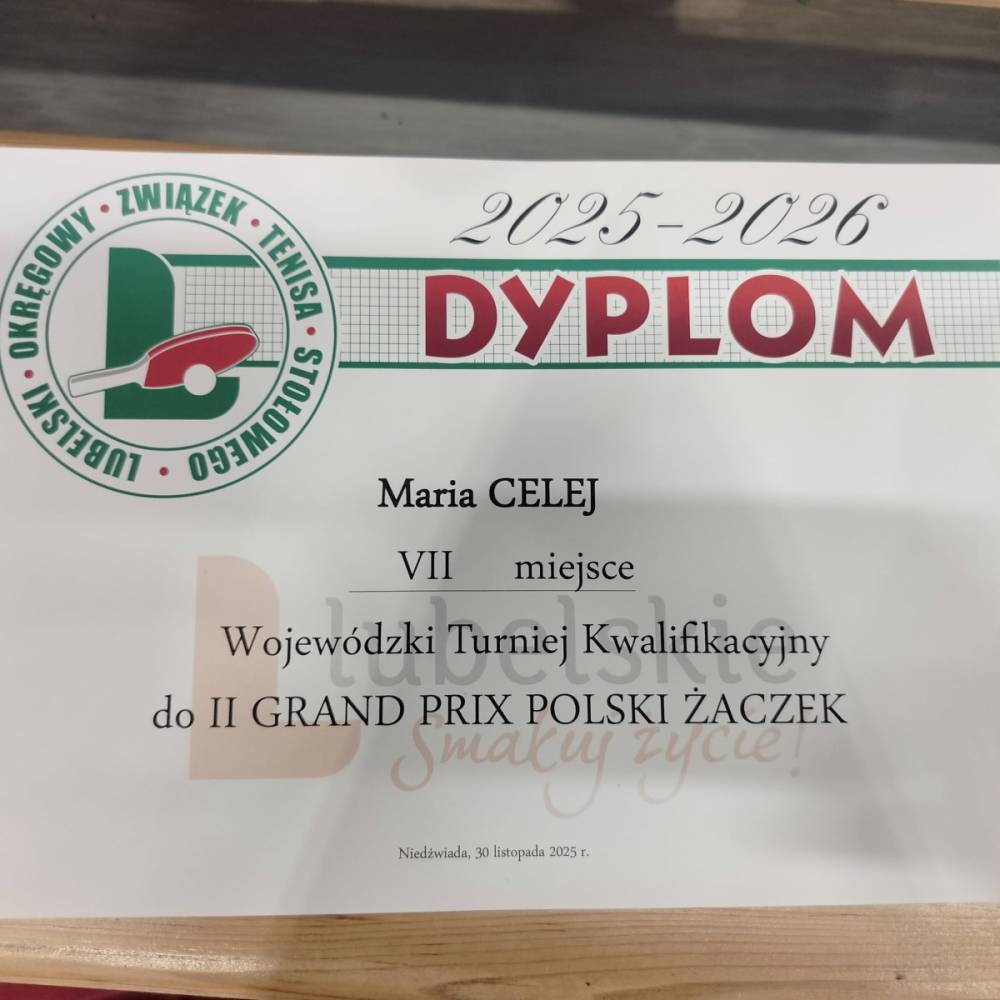 LUBELSKI • OKRĘGOWY • ZWIĄZEK • TENISA • STOŁOWEGO •
2025-2026
DYPLOM
Maria CELEJ
VII miejsce
lubelskie
Wojewódzki Turniej Kwalifikacyjny
do II GRAND PRIX POLSKI ŻACZEK
Smakuj życie!
Niedźwiada, 30 listopada 2025 r.